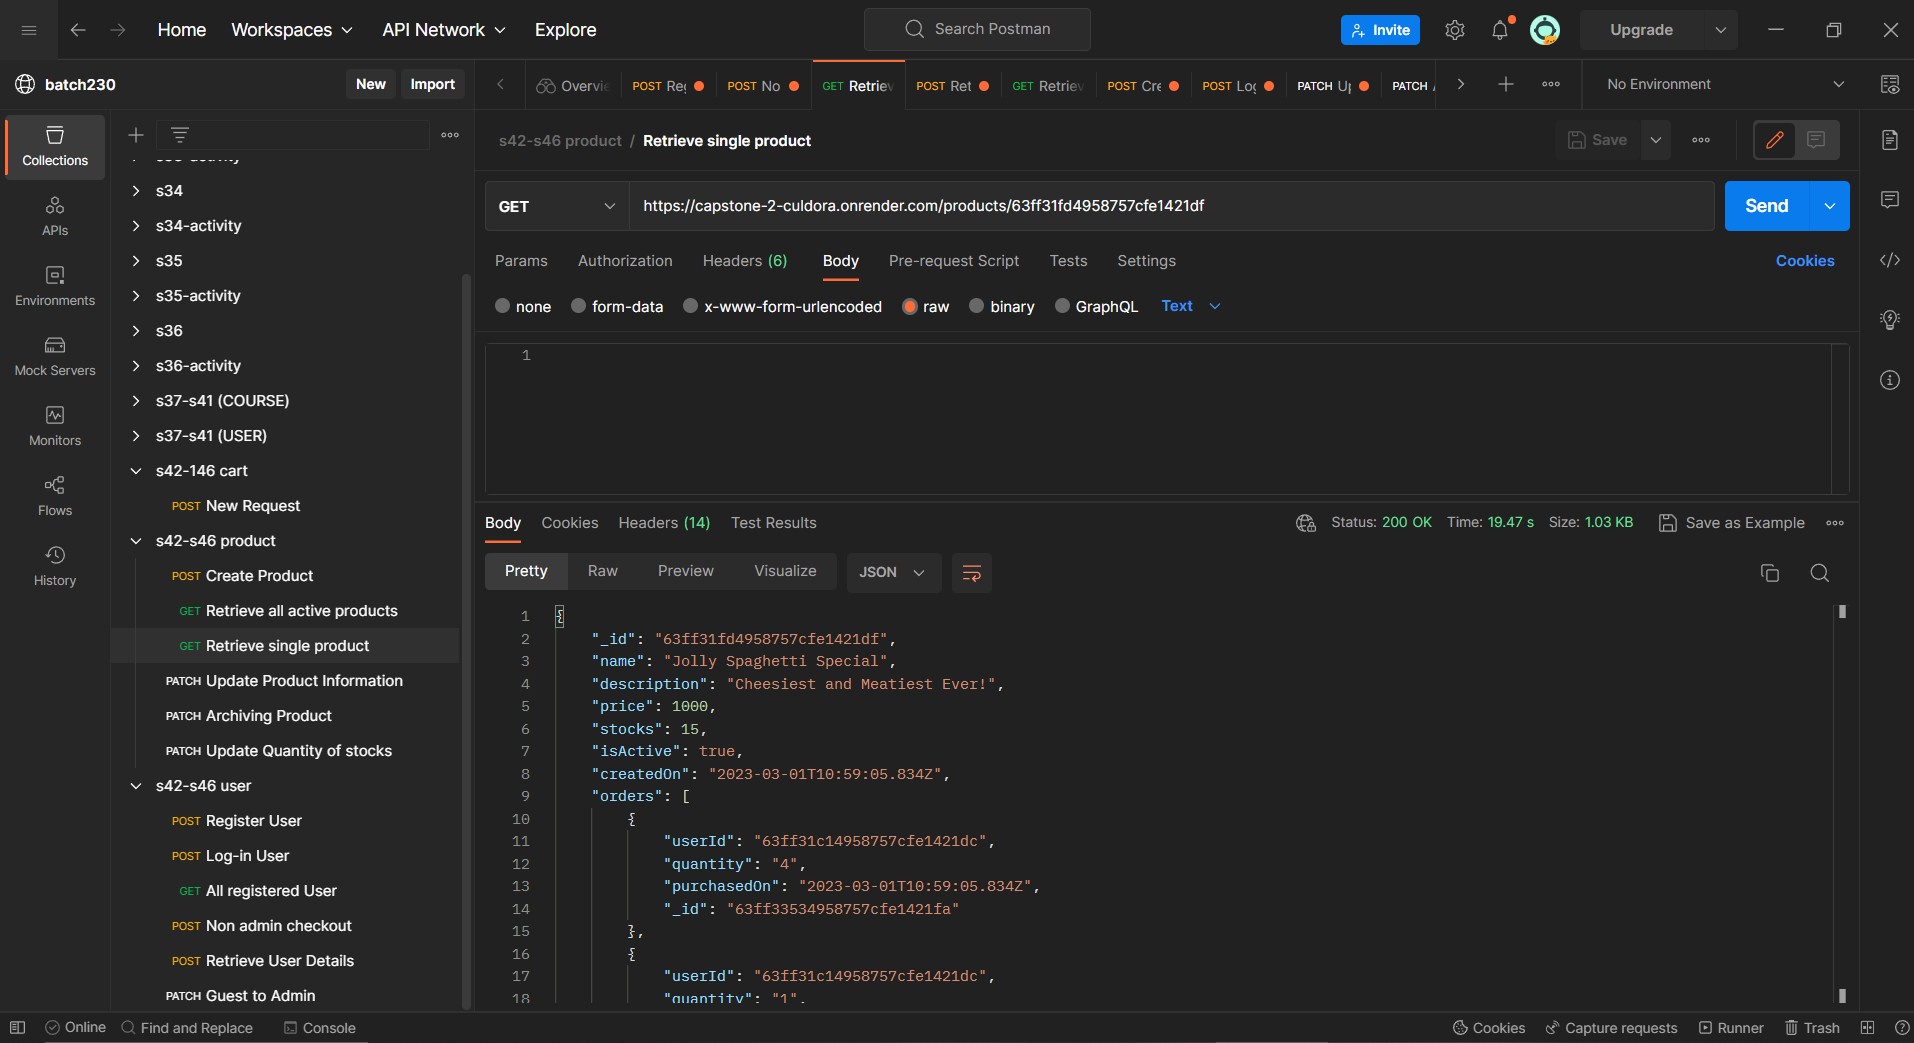 Home Workspaces API Network Explore Search Postman Invite Upgrade
batch230 New Import Overvie POST Reg POST No GET Retriev POST Ret GET Retriev POST Cre POST Log PATCH Up PATCH No Environment
Collections
APIs
Environments
Mock Servers
Monitors
Flows
History
s34
s34-activity
s35
s35-activity
s36
s36-activity
s37-s41 (COURSE)
s37-s41 (USER)
s42-146 cart
POST New Request
s42-s46 product
POST Create Product
GET Retrieve all active products
GET Retrieve single product
PATCH Update Product Information
PATCH Archiving Product
PATCH Update Quantity of stocks
s42-s46 user
POST Register User
POST Log-in User
GET All registered User
POST Non admin checkout
POST Retrieve User Details
PATCH Guest to Admin
s42-s46 product / Retrieve single product Save
GET https://capstone-2-culdora.onrender.com/products/63ff31fd4958757cfe1421df Send
Params Authorization Headers (6) Body Pre-request Script Tests Settings Cookies
none form-data x-www-form-urlencoded raw binary GraphQL Text
1
Body Cookies Headers (14) Test Results Status: 200 OK Time: 19.47 s Size: 1.03 KB Save as Example
Pretty Raw Preview Visualize JSON
1 {
2 "_id": "63ff31fd4958757cfe1421df",
3 "name": "Jolly Spaghetti Special",
4 "description": "Cheesiest and Meatiest Ever!",
5 "price": 1000,
6 "stocks": 15,
7 "isActive": true,
8 "createdOn": "2023-03-01T10:59:05.834Z",
9 "orders": [
10 {
11 "userId": "63ff31c14958757cfe1421dc",
12 "quantity": "4",
13 "purchasedOn": "2023-03-01T10:59:05.834Z",
14 "_id": "63ff33534958757cfe1421fa"
15 },
16 {
17 "userId": "63ff31c14958757cfe1421dc",
18 "quantity": "1",
Online Find and Replace Console Cookies Capture requests Runner Trash